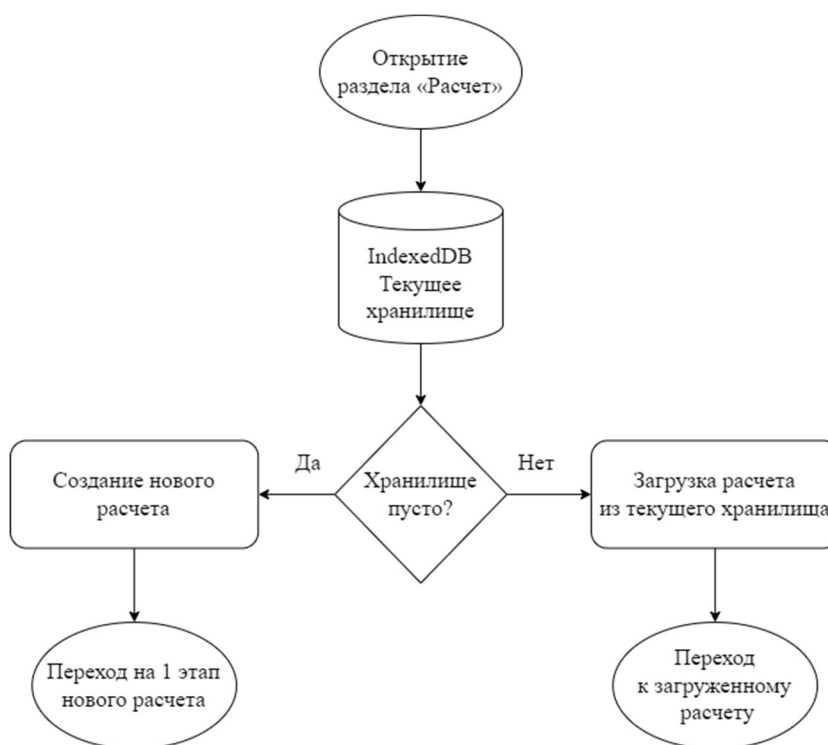 Открытие
раздела «Расчет»
IndexedDB
Текущее
хранилище
Хранилище
пусто?
Да
Нет
Создание нового
расчета
Загрузка расчета
из текущего хранилища
Переход на 1 этап
нового расчета
Переход
к загруженному
расчету